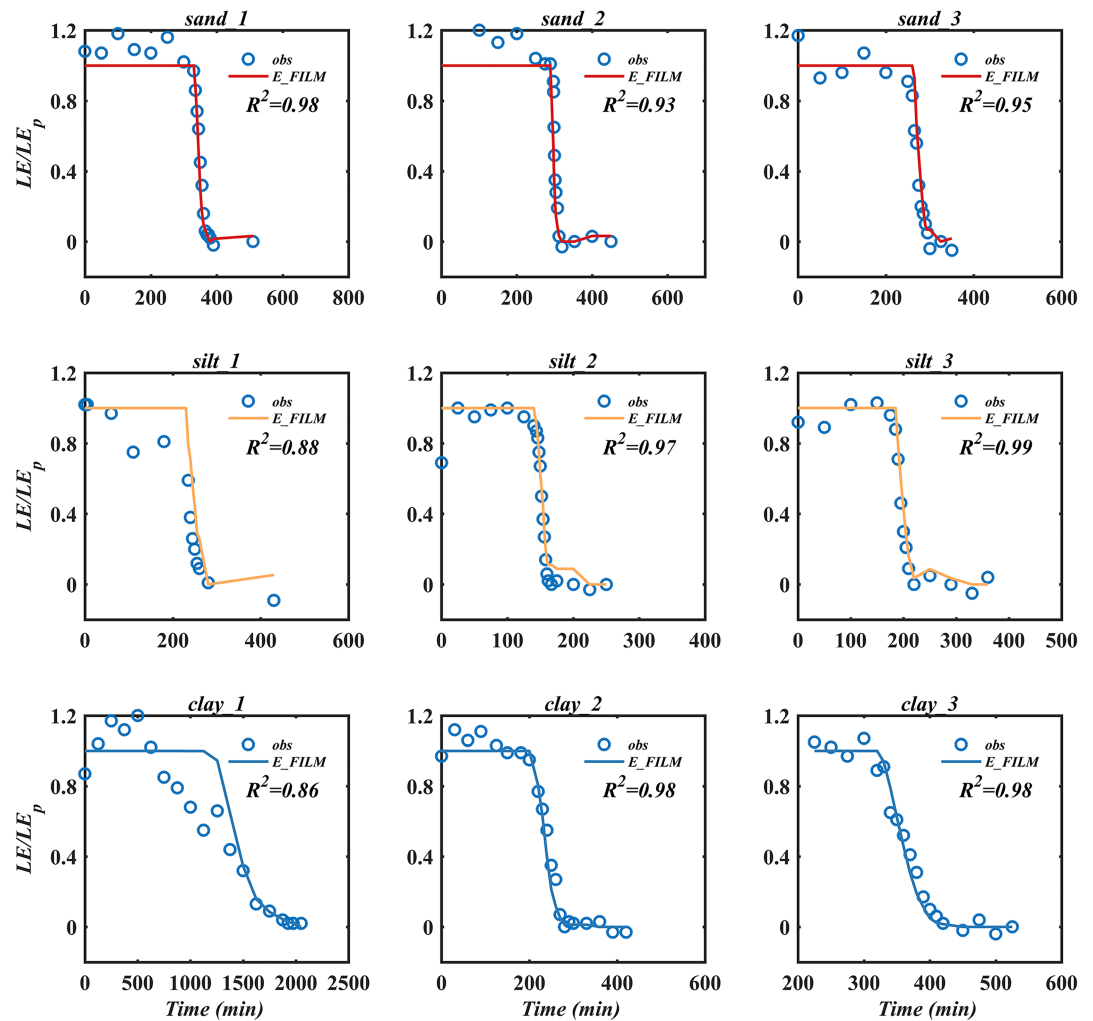 sand_1
sand_2
sand_3
LE/LEp
1.2
0.8
0.4
0
0 200 400 600 800
obs
E_FILM
R2=0.98
1.2
0.8
0.4
0
0 200 400 600
obs
E_FILM
R2=0.93
1.2
0.8
0.4
0
0 200 400 600
obs
E_FILM
R2=0.95
silt_1
silt_2
silt_3
LE/LEp
1.2
0.8
0.4
0
0 200 400 600
obs
E_FILM
R2=0.88
1.2
0.8
0.4
0
0 100 200 300 400
obs
E_FILM
R2=0.97
1.2
0.8
0.4
0
0 100 200 300 400 500
obs
E_FILM
R2=0.99
clay_1
clay_2
clay_3
LE/LEp
1.2
0.8
0.4
0
0 500 1000 1500 2000 2500
Time (min)
obs
E_FILM
R2=0.86
1.2
0.8
0.4
0
0 200 400 600
Time (min)
obs
E_FILM
R2=0.98
1.2
0.8
0.4
0
200 300 400 500 600
Time (min)
obs
E_FILM
R2=0.98